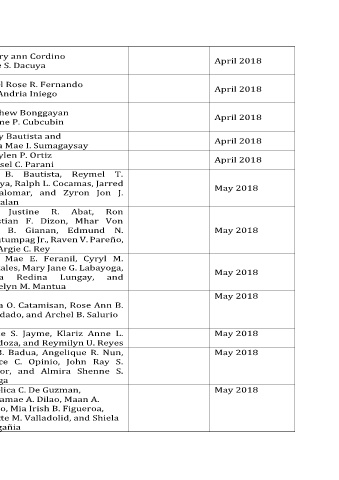 ry ann Cordino
e S. Dacuya
April 2018
l Rose R. Fernando
Andria Iniego
April 2018
hew Bonggayan
ne P. Cubcubin
April 2018
y Bautista and
a Mae I. Sumagaysay
April 2018
ylen P. Ortiz
sel C. Parani
April 2018
B. Bautista, Reymel T.
ya, Ralph L. Cocamas, Jarred
alomar, and Zyron Jon J.
alan
May 2018
Justine R. Abat, Ron
stian F. Dizon, Mhar Von
B. Gianan, Edmund N.
tumpag Jr., Raven V. Pareño,
Argie C. Rey
May 2018
Mae E. Feranil, Cyril M.
ales, Mary Jane G. Labayoga,
a Redina Lungay, and
elyn M. Mantua
May 2018
a O. Catamisan, Rose Ann B.
dado, and Archel B. Salurio
May 2018
e S. Jayme, Klariz Anne L.
doza, and Reymilyn U. Reyes
May 2018
B. Badua, Angelique R. Nun,
ce C. Opinio, John Ray S.
or, and Almira Shenne S.
ga
May 2018
lica C. De Guzman,
amae A. Dilao, Maan A.
o, Mia Irish B. Figueroa,
te M. Valladolid, and Shiela
gañia
May 2018